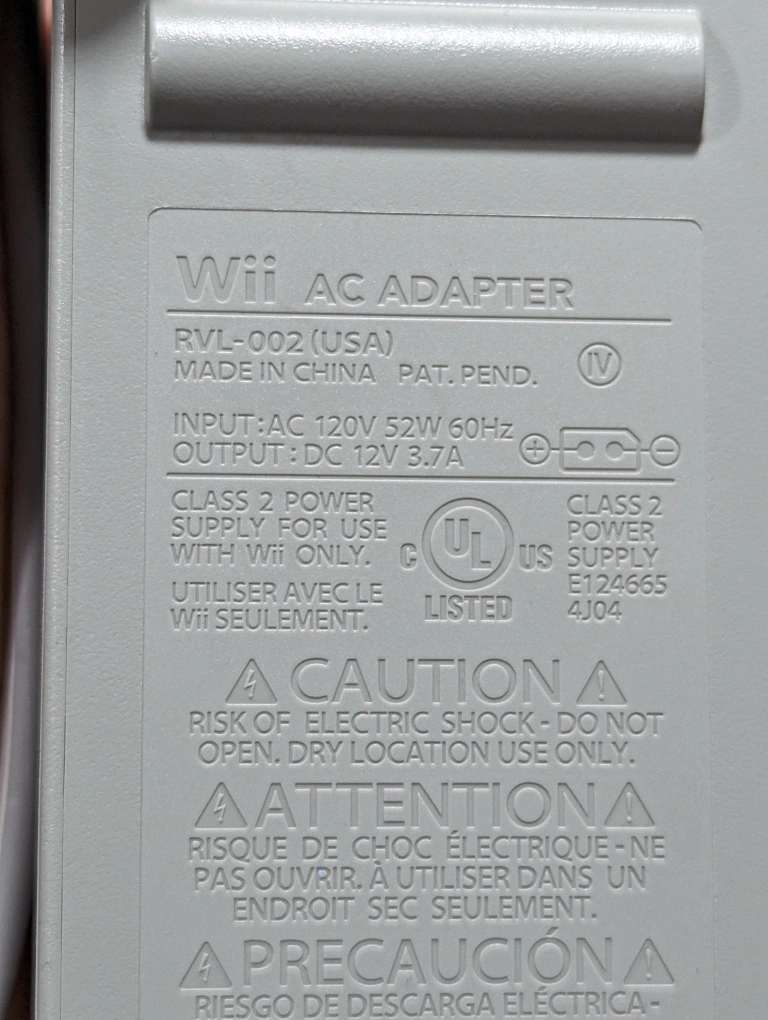 Wii AC ADAPTER
RVL-002 (USA)
MADE IN CHINA PAT. PEND.
IV
INPUT:AC 120V 52W 60Hz
OUTPUT:DC 12V 3.7A
CLASS 2 POWER
SUPPLY FOR USE
WITH Wii ONLY.
UTILISER AVEC LE
Wii SEULEMENT.
C UL US
LISTED
CLASS 2
POWER
SUPPLY
E124665
4J04
CAUTION
RISK OF ELECTRIC SHOCK - DO NOT
OPEN. DRY LOCATION USE ONLY.
ATTENTION
RISQUE DE CHOC ÉLECTRIQUE - NE
PAS OUVRIR. À UTILISER DANS UN
ENDROIT SEC SEULEMENT.
PRECAUCIÓN
RIESGO DE DESCARGA ELÉCTRICA -